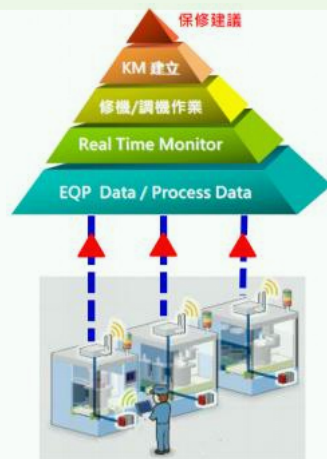 保修建議
KM 建立
修機/調機作業
Real Time Monitor
EQP Data / Process Data